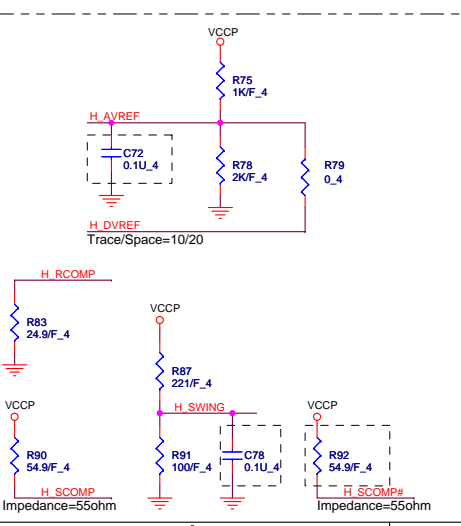 VCCP
R75
1K/F_4
H_AVREF
C72
0.1U_4
R78
2K/F_4
R79
0_4
H_DVREF
Trace/Space=10/20
H_RCOMP
R83
24.9/F_4
VCCP
R87
221/F_4
H_SWING
VCCP
R90
54.9/F_4
R91
100/F_4
C78
0.1U_4
VCCP
R92
54.9/F_4
H_SCOMP
Impedance=55ohm
H_SCOMP#
Impedance=55ohm